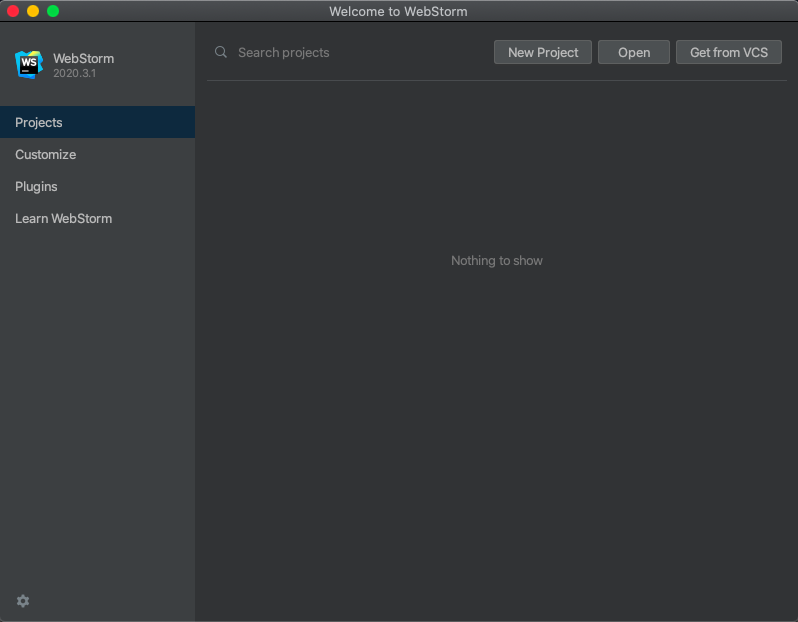 Welcome to WebStorm
WS
WebStorm
2020.3.1
Search projects
New Project
Open
Get from VCS
Projects
Customize
Plugins
Learn WebStorm
Nothing to show